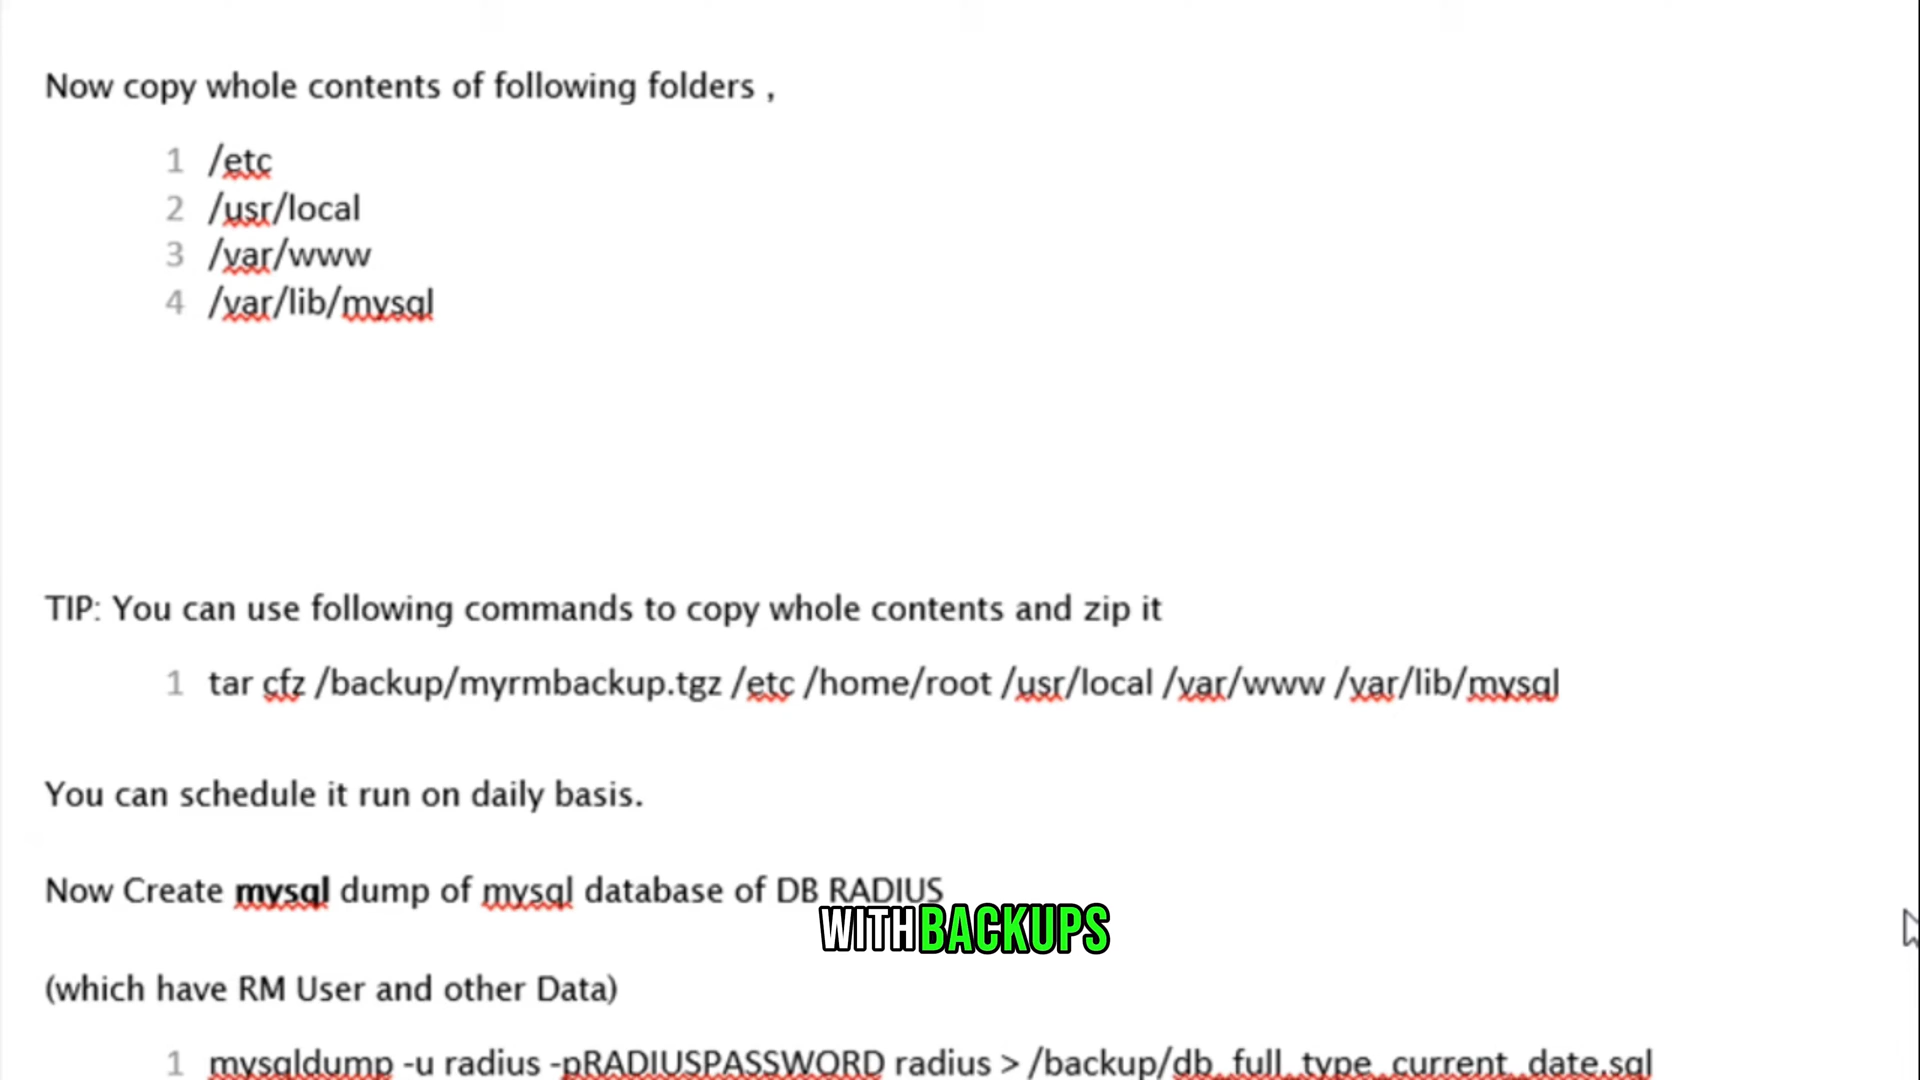 Now copy whole contents of following folders ,
1 /etc
2 /usr/local
3 /var/www
4 /var/lib/mysql
TIP: You can use following commands to copy whole contents and zip it
1 tar cfz /backup/myrmbackup.tgz /etc /home/root /usr/local /var/www /var/lib/mysql
You can schedule it run on daily basis.
Now Create mysql dump of mysql database of DB RADIUS
WITH BACKUPS
(which have RM User and other Data)
1 mysqldump -u radius -pRADIUSPASSWORD radius > /backup/db_full_type_current_date.sql